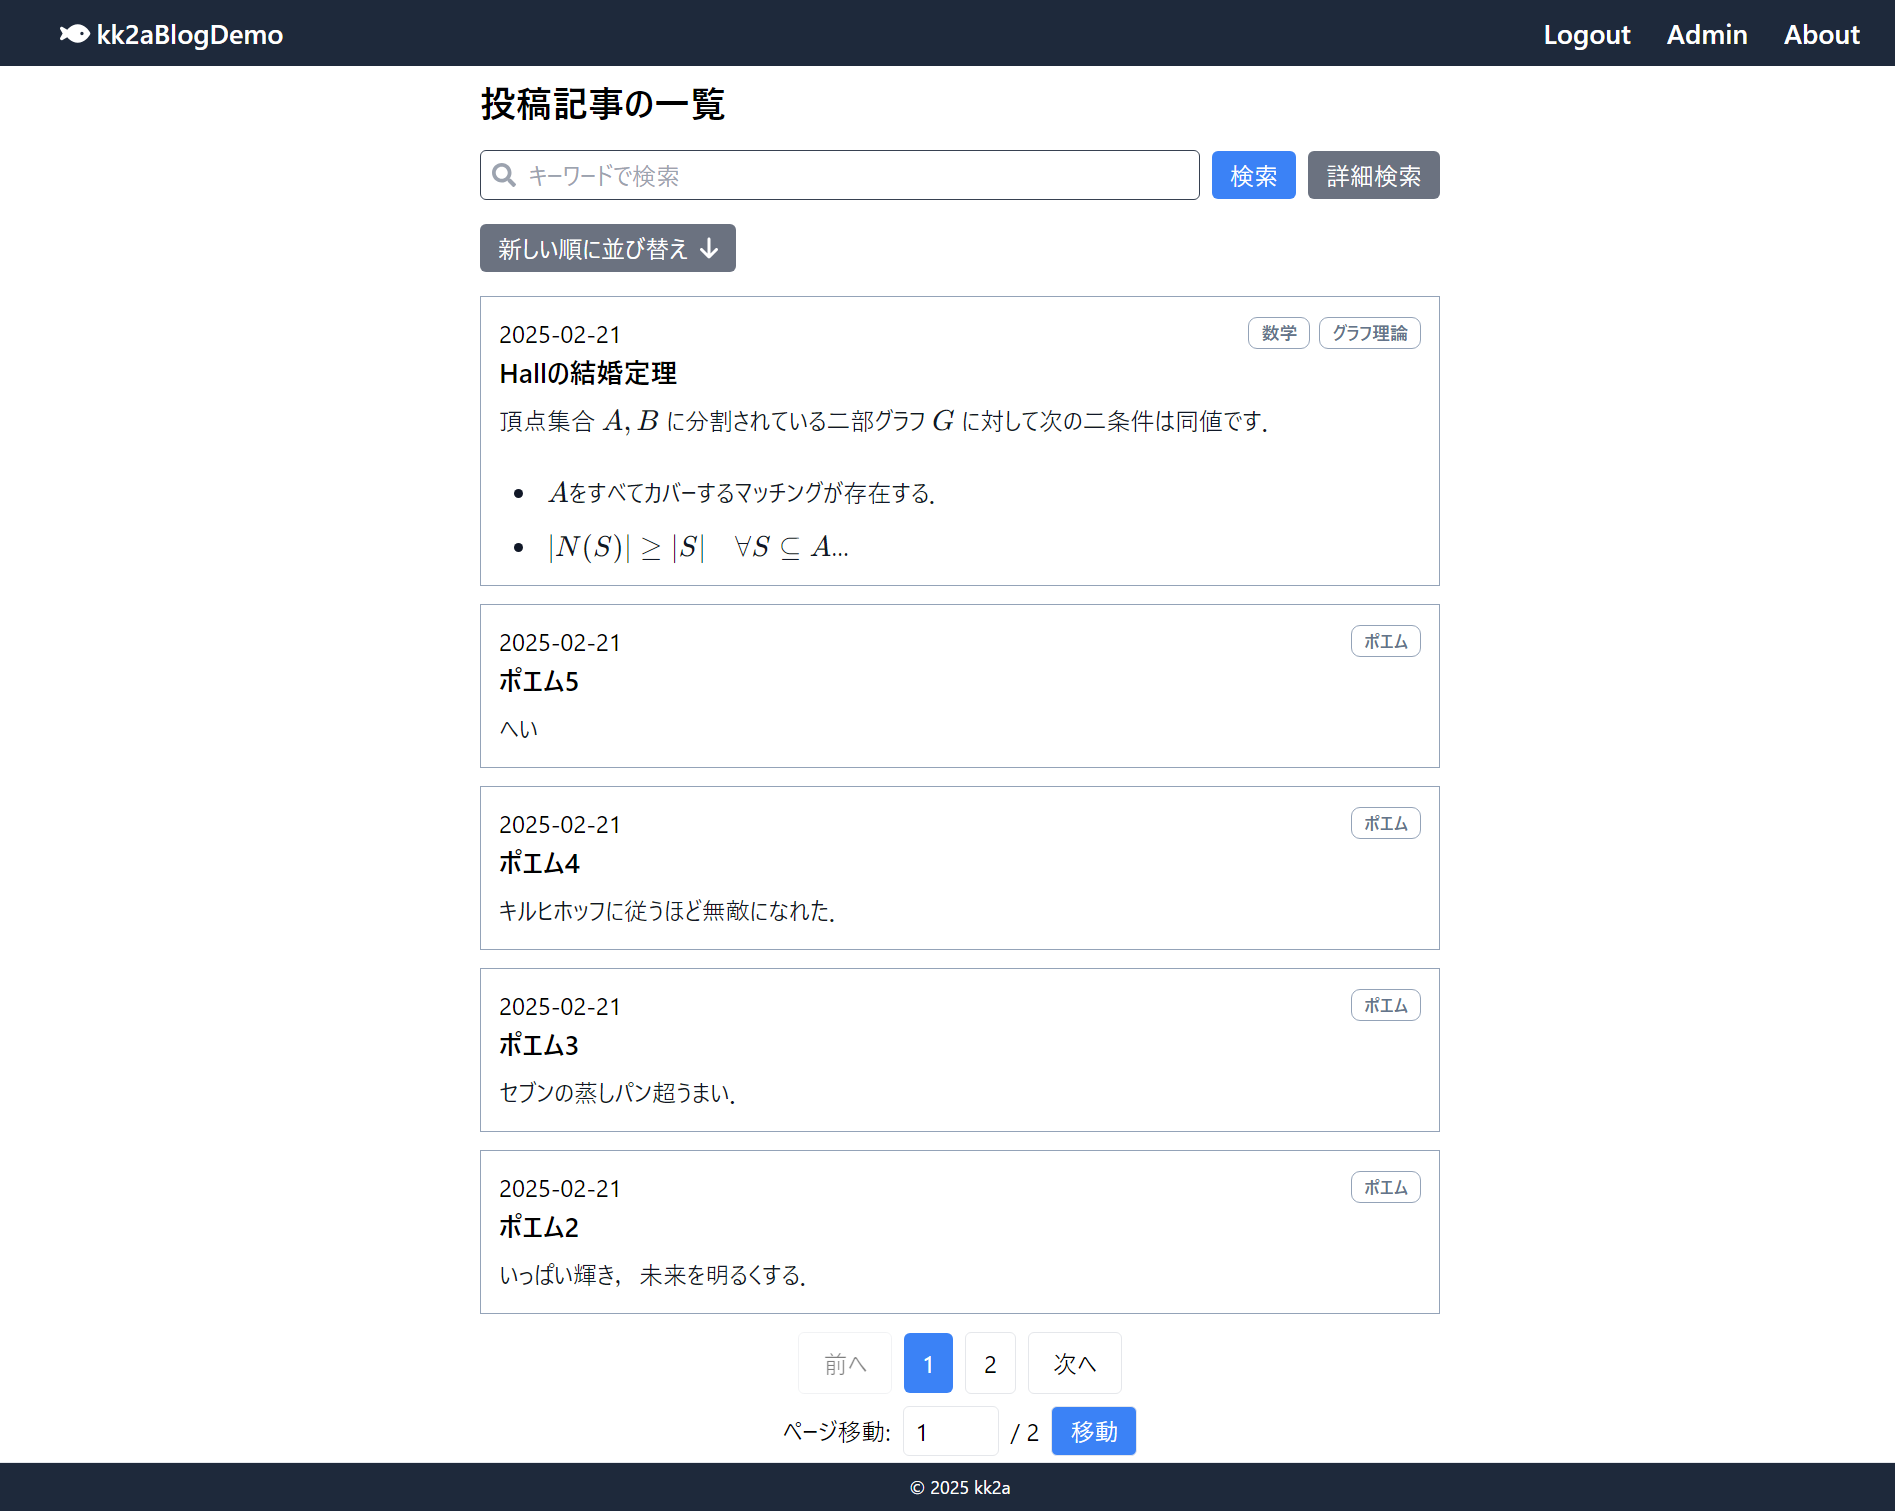 kk2aBlogDemo
Logout Admin About
投稿記事の一覧
キーワードで検索 検索 詳細検索
新しい順に並び替え
2025-02-21 数学 グラフ理論
Hallの結婚定理
頂点集合 A, B に分割されている二部グラフ G に対して次の二条件は同値です.
• Aをすべてカバーするマッチングが存在する.
• |N(S)| ≥ |S| ∀S ⊆ A...
2025-02-21 ポエム
ポエム5
へい
2025-02-21 ポエム
ポエム4
キルヒホッフに従うほど無敵になれた.
2025-02-21 ポエム
ポエム3
セブンの蒸しパン超うまい.
2025-02-21 ポエム
ポエム2
いっぱい輝き, 未来を明るくする.
前へ 1 2 次へ
ページ移動: 1 / 2 移動
© 2025 kk2a